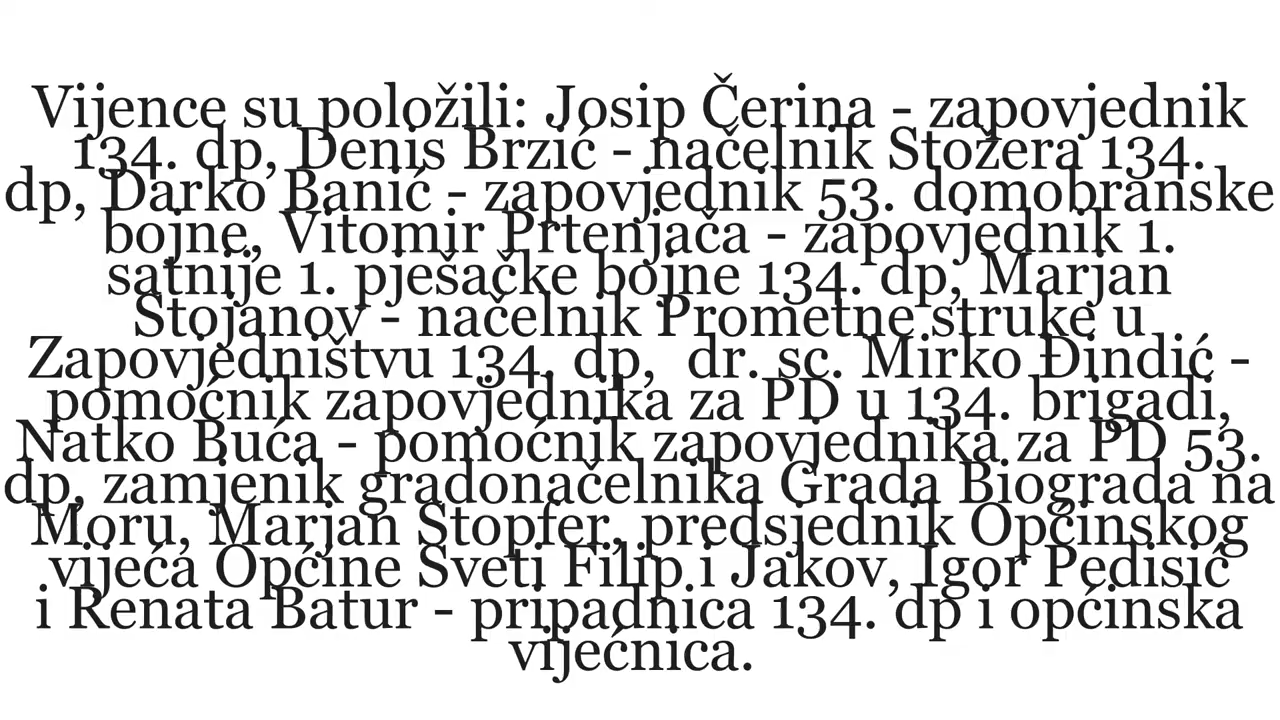 Vijence su položili: Josip Čerina - zapovjednik
134. dp, Denis Brzić - načelnik Stožera 134.
dp, Darko Banić - zapovjednik 53. domobranske
bojne, Vitomir Prtenjača - zapovjednik 1.
satnije 1. pješačke bojne 134. dp, Marjan
Stojanov - načelnik Prometne struke u
Zapovjedništvu 134. dp,  dr. sc. Mirko Đinđić -
pomoćnik zapovjednika za PD u 134. brigadi,
Natko Buća - pomoćnik zapovjednika za PD 53.
dp, zamjenik gradonačelnika Grada Biograda na
Moru, Marjan Štopfer, predsjednik Općinskog
vijeća Općine Sveti Filip i Jakov, Igor Pedisić
i Renata Batur - pripadnica 134. dp i općinska
vijećnica.